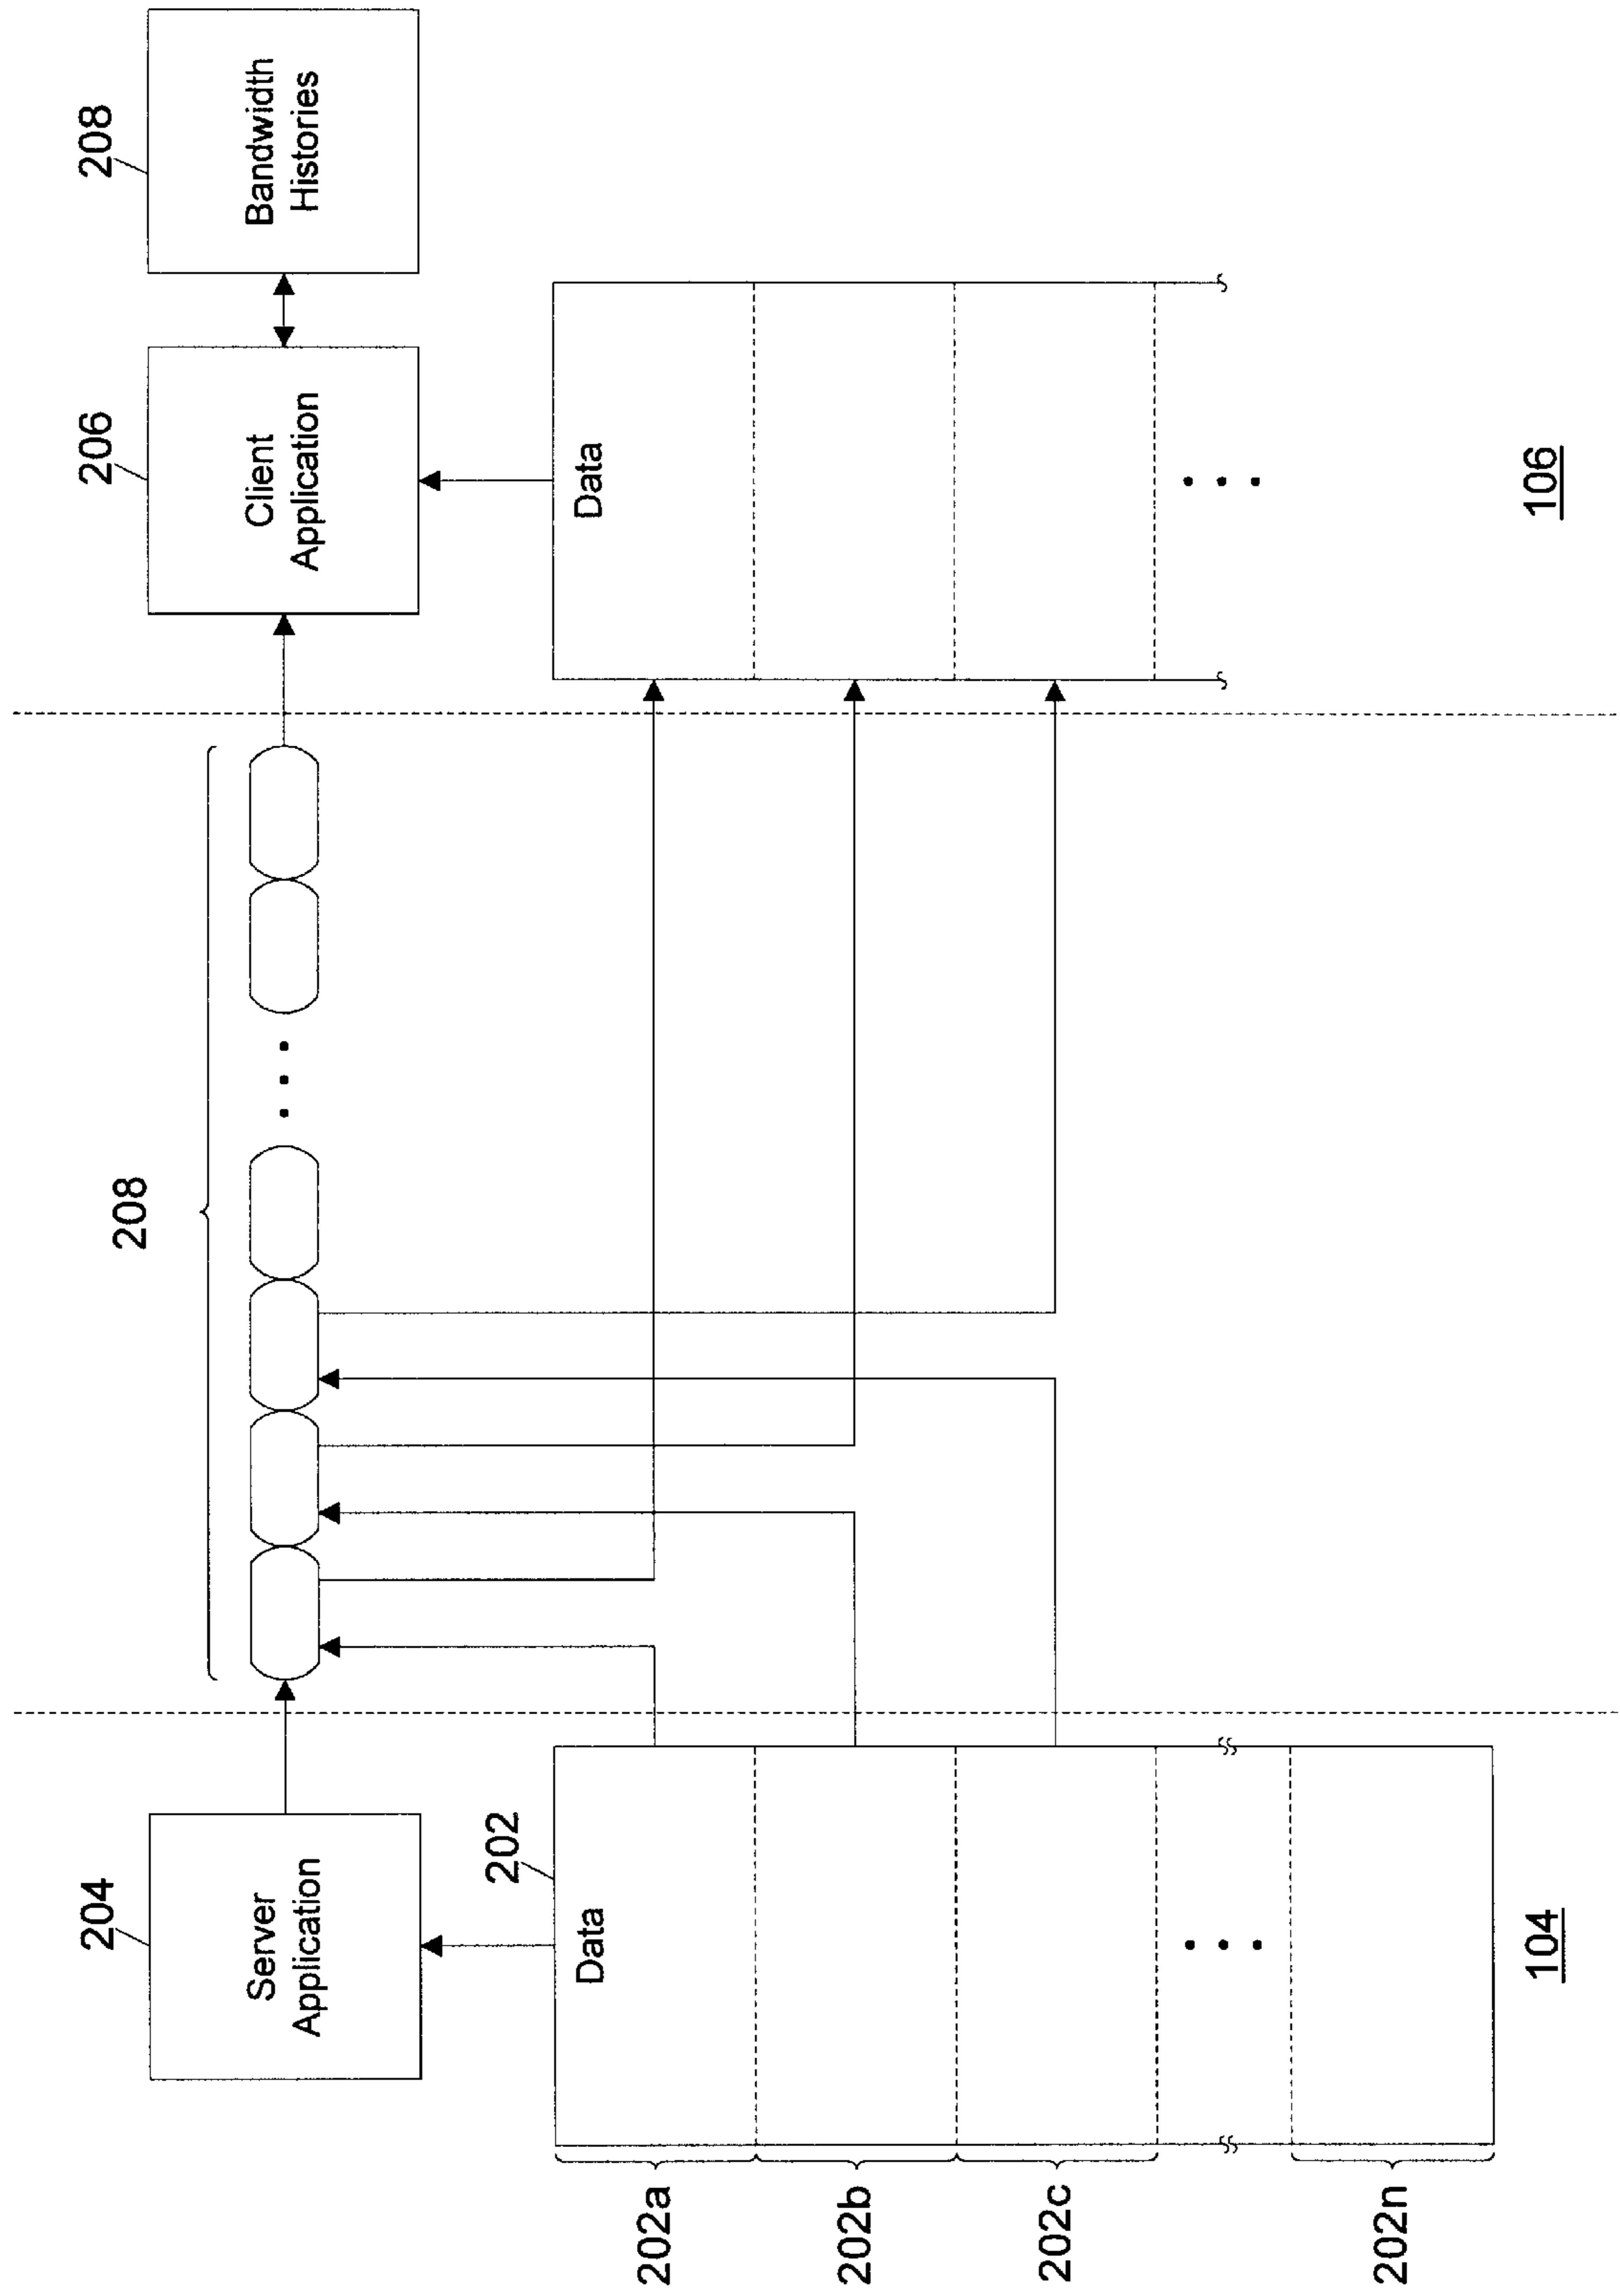 204
Server
Application
208
206
Client
Application
208
Bandwidth
Histories
202
Data
Data
202a
202b
202c
202n
104
106